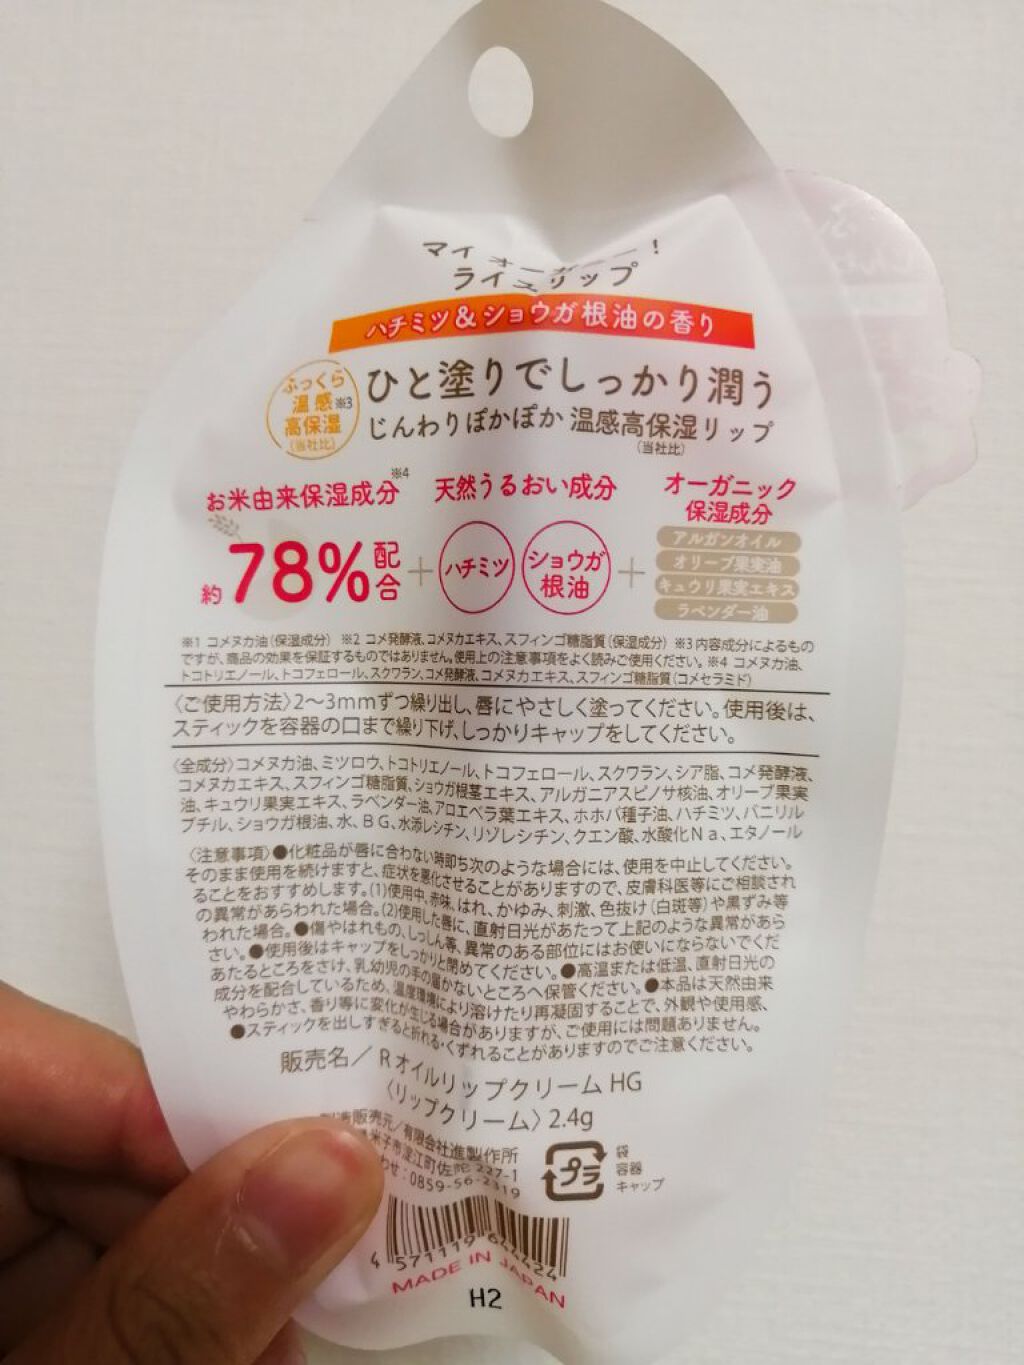 マイ オーガニー！
ライスリップ
ハチミツ&ショウガ根油の香り
ふっくら
温感※3
高保湿
(当社比)
ひと塗りでしっかり潤う
じんわりぽかぽか 温感高保湿リップ
(当社比)
お米由来保湿成分※4
約78%配合
+
天然うるおい成分
ハチミツ
ショウガ根油
+
オーガニック
保湿成分
アルガンオイル
オリーブ果実油
キュウリ果実エキス
ラベンダー油
※1 コメヌカ油(保湿成分) ※2 コメ発酵液、コメヌカエキス、スフィンゴ糖脂質(保湿成分) ※3 内容成分によるもの
ですが、商品の効果を保証するものではありません。使用上の注意事項をよく読みご使用ください。※4 コメヌカ油、
トコトリエノール、トコフェロール、スクワラン、コメ発酵液、コメヌカエキス、スフィンゴ糖脂質(コメセラミド)
〈ご使用方法〉2〜3mmずつ繰り出し、唇にやさしく塗ってください。使用後は、
スティックを容器の口まで繰り下げ、しっかりキャップをしてください。
〈全成分〉コメヌカ油、ミツロウ、トコトリエノール、トコフェロール、スクワラン、シア脂、コメ発酵液、
コメヌカエキス、スフィンゴ糖脂質、ショウガ根茎エキス、アルガニアスピノサ核油、オリーブ果実
油、キュウリ果実エキス、ラベンダー油、アロエベラ葉エキス、ホホバ種子油、ハチミツ、バニリル
ブチル、ショウガ根油、水、BG、水添レシチン、リゾレシチン、クエン酸、水酸化Na、エタノール
〈注意事項〉●化粧品が唇に合わない時即ち次のような場合には、使用を中止してください。
そのまま使用を続けますと、症状を悪化させることがありますので、皮膚科医等にご相談され
ることをおすすめします。(1)使用中、赤味、はれ、かゆみ、刺激、色抜け(白斑等)や黒ずみ等
の異常があらわれた場合。(2)使用した唇に、直射日光があたって上記のような異常があら
われた場合。●傷やはれもの、しっしん等、異常のある部位にはお使いにならないでくだ
さい。●使用後はキャップをしっかりと閉めてください。●高温または低温、直射日光の
あたるところをさけ、乳幼児の手の届かないところへ保管ください。●本品は天然由来
成分を配合しているため、温度環境により溶けたり再凝固することで、外観や使用感、
やわらかさ、香り等に変化が生じる場合がありますが、ご使用には問題ありません。
●スティックを出しすぎると折れる・くずれることがありますのでご注意ください。
販売名／RオイルリップクリームHG
〈リップクリーム〉2.4g
販売元／有限会社進製作所
米子市淀江町佐陀 227-1
わせ：0859-56-2319
プラ
袋
容器
キャップ
4 571119 644424
MADE IN JAPAN
H2